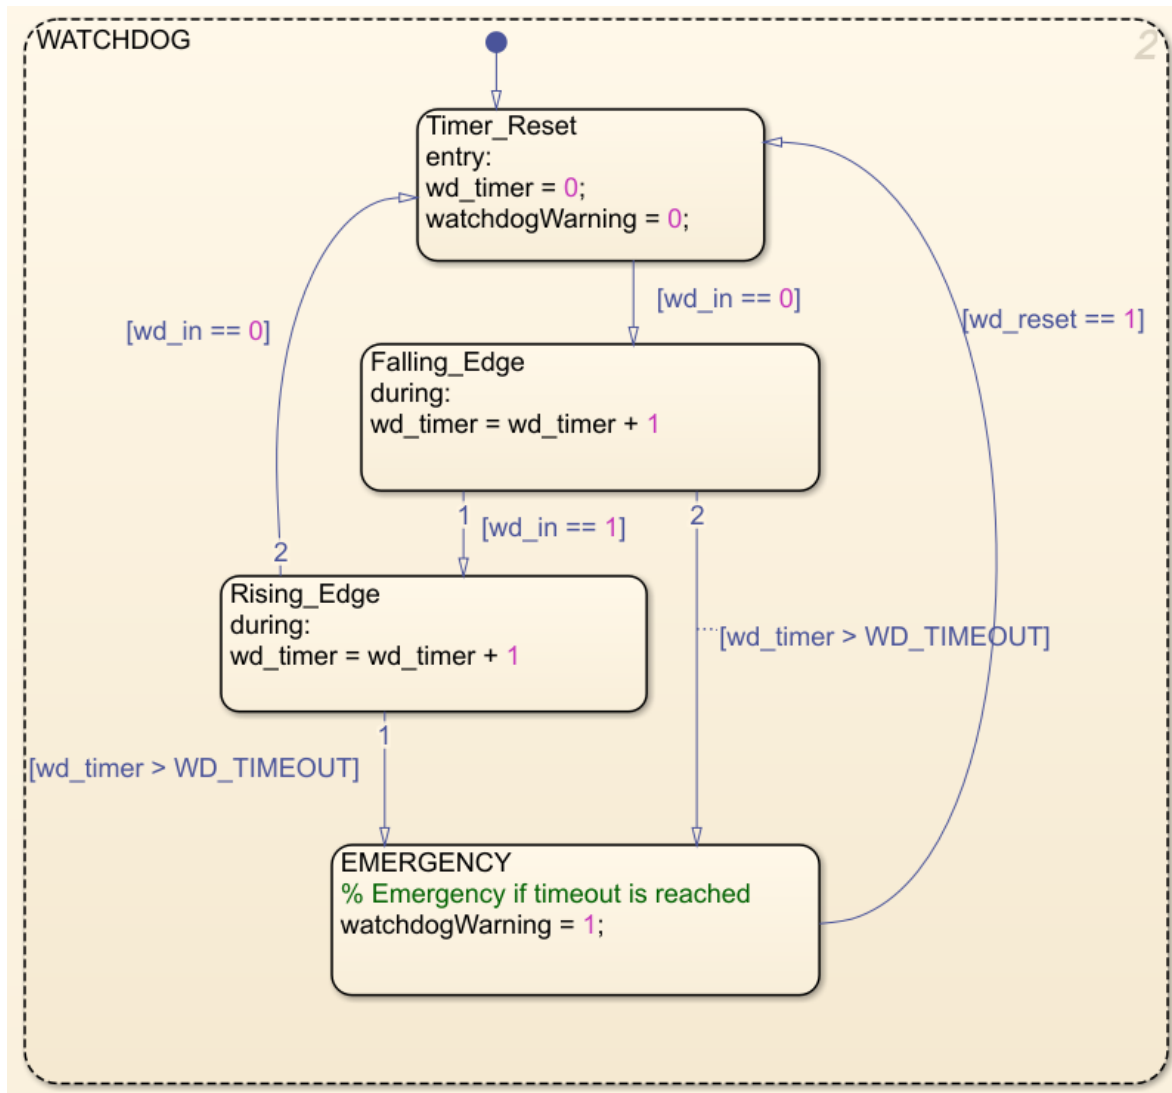 WATCHDOG
2
Timer_Reset
entry:
wd_timer = 0;
watchdogWarning = 0;
[wd_in == 0]
[wd_in == 0]
[wd_reset == 1]
Falling_Edge
during:
wd_timer = wd_timer + 1
1
[wd_in == 1]
2
2
Rising_Edge
during:
wd_timer = wd_timer + 1
[wd_timer > WD_TIMEOUT]
1
[wd_timer > WD_TIMEOUT]
EMERGENCY
% Emergency if timeout is reached
watchdogWarning = 1;